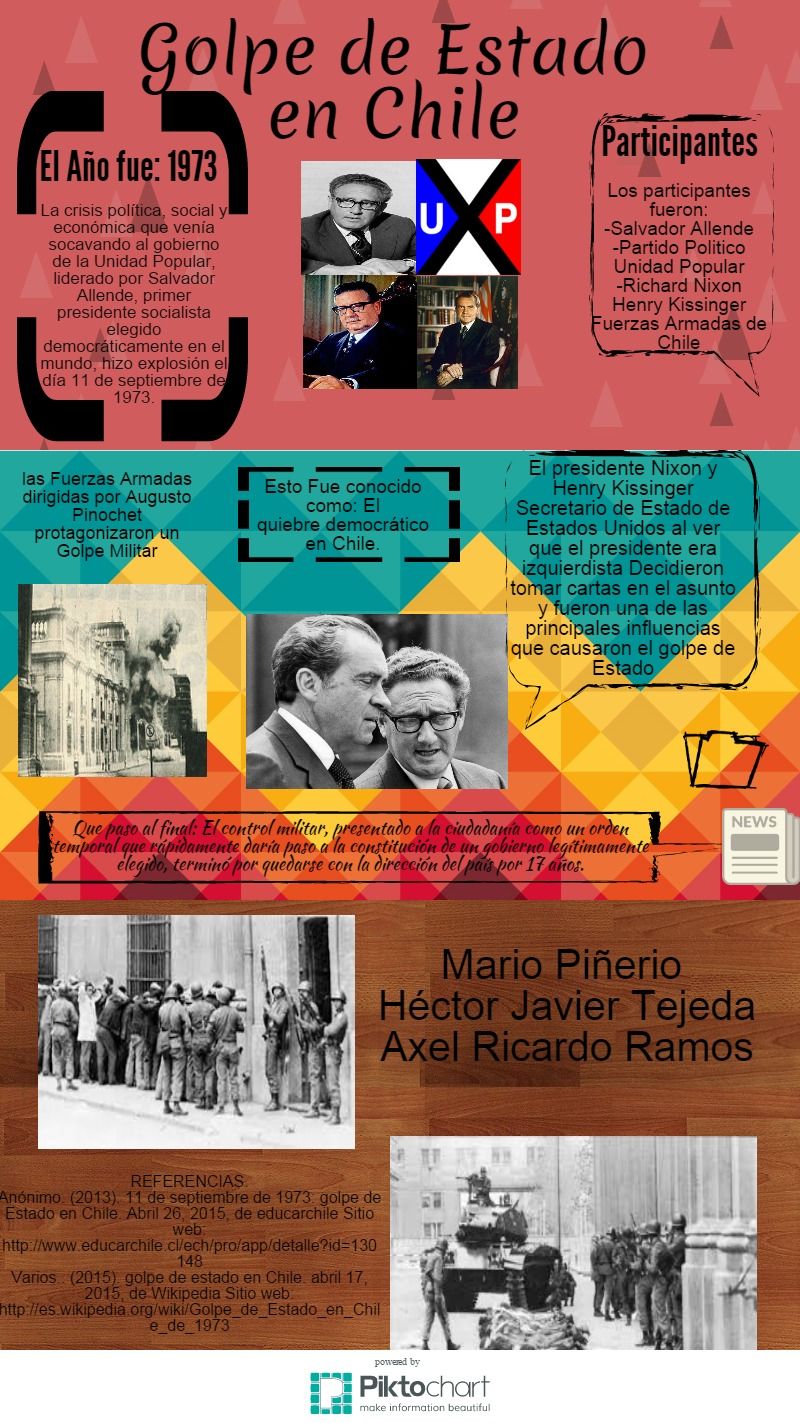 Golpe de Estado
en Chile
El Año fue: 1973
La crisis política, social y
económica que venía
socavando al gobierno
de la Unidad Popular,
liderado por Salvador
Allende, primer
presidente socialista
elegido
democráticamente en el
mundo, hizo explosión el
día 11 de septiembre de
1973.
U P
Participantes
Los participantes
fueron:
-Salvador Allende
-Partido Politico
Unidad Popular
-Richard Nixon
Henry Kissinger
Fuerzas Armadas de
Chile
las Fuerzas Armadas
dirigidas por Augusto
Pinochet
protagonizaron un
Golpe Militar
Esto Fue conocido
como: El
quiebre democrático
en Chile.
El presidente Nixon y
Henry Kissinger
Secretario de Estado de
Estados Unidos al ver
que el presidente era
izquierdista Decidieron
tomar cartas en el asunto
y fueron una de las
principales influencias
que causaron el golpe de
Estado
Que paso al final: El control militar, presentado a la ciudadanía como un orden
temporal que rápidamente daría paso a la constitución de un gobierno legítimamente
elegido, terminó por quedarse con la dirección del país por 17 años.
NEWS
Mario Piñerio
Héctor Javier Tejeda
Axel Ricardo Ramos
REFERENCIAS.
Anónimo. (2013). 11 de septiembre de 1973: golpe de
Estado en Chile. Abril 26, 2015, de educarchile Sitio
web:
http://www.educarchile.cl/ech/pro/app/detalle?id=130
148
Varios.. (2015). golpe de estado en Chile. abril 17,
2015, de Wikipedia Sitio web:
http://es.wikipedia.org/wiki/Golpe_de_Estado_en_Chil
e_de_1973
powered by
Piktochart
make information beautiful